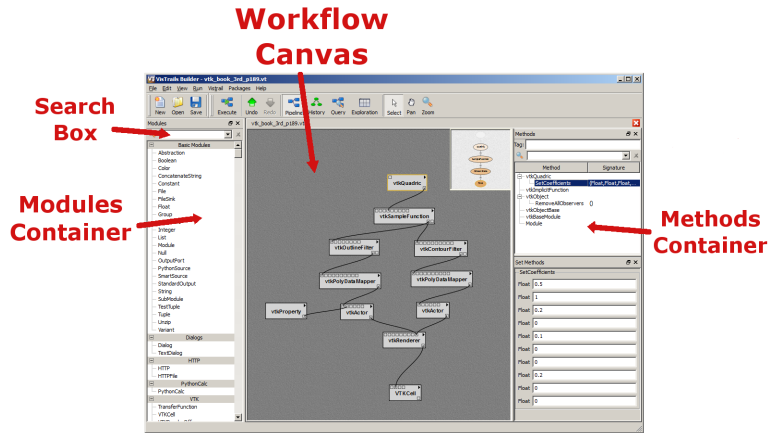 Workflow
Canvas
Search
Box
Modules
Container
Methods
Container
VisTrails Builder - vtk_book_3rd_p189.vt
File Edit View Run Vistrail Packages Help
New Open Save Execute Undo Redo Pipeline History Query Exploration Select Pan Zoom
Modules
Basic Modules
Abstraction
Boolean
Color
ConcatenateString
Constant
File
FileSink
Float
Group
Integer
List
Module
Null
OutputPort
PythonSource
SmartSource
StandardOutput
String
SubModule
TestTuple
Tuple
Unzip
Variant
Dialogs
Dialog
TextDialog
HTTP
HTTP
HTTPFile
PythonCalc
PythonCalc
VTK
TransferFunction
VTKCell
vtk_book_3rd_p189.vt
vtkQuadric
vtkSampleFunction
vtkOutlineFilter
vtkContourFilter
vtkPolyDataMapper
vtkPolyDataMapper
vtkProperty
vtkActor
vtkActor
vtkRenderer
VTKCell
Methods
Tag:
Method Signature
vtkQuadric
SetCoefficients (Float,Float,Float,...
vtkImplicitFunction
vtkObject
RemoveAllObservers ()
vtkObjectBase
vtkBaseModule
Module
Set Methods
SetCoefficients
Float 0.5
Float 1
Float 0.2
Float 0
Float 0.1
Float 0
Float 0
Float 0.2
Float 0
Float 0